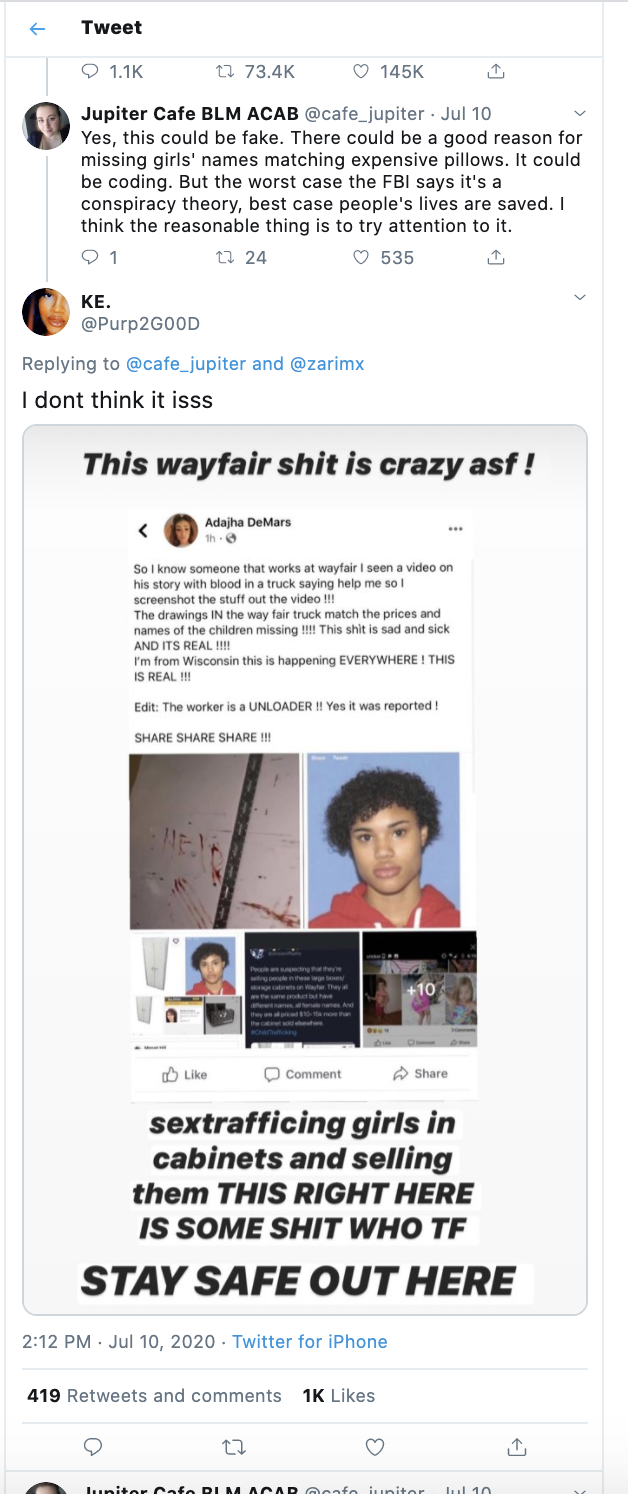 Tweet
1.1K 73.4K 145K
Jupiter Cafe BLM ACAB @cafe_jupiter · Jul 10
Yes, this could be fake. There could be a good reason for
missing girls' names matching expensive pillows. It could
be coding. But the worst case the FBI says it's a
conspiracy theory, best case people's lives are saved. I
think the reasonable thing is to try attention to it.
1 24 535
KE.
@Purp2G00D
Replying to @cafe_jupiter and @zarimx
I dont think it isss
This wayfair shit is crazy asf !
Adajha DeMars
1h ·
So I know someone that works at wayfair I seen a video on
his story with blood in a truck saying help me so I
screenshot the stuff out the video !!!
The drawings IN the way fair truck match the prices and
names of the children missing !!!! This shit is sad and sick
AND ITS REAL !!!!
I'm from Wisconsin this is happening EVERYWHERE ! THIS
IS REAL !!!
Edit: The worker is a UNLOADER !! Yes it was reported !
SHARE SHARE SHARE !!!
People are suspecting that they're
selling people in these large boxes/
storage cabinets on Wayfair. They all
are the same product but have
different names, all female names. And
they are all priced $10-15k more than
the cabinet sold elsewhere.
#ChildTrafficking
+10
Like Comment Share
sextrafficing girls in
cabinets and selling
them THIS RIGHT HERE
IS SOME SHIT WHO TF
STAY SAFE OUT HERE
2:12 PM · Jul 10, 2020 · Twitter for iPhone
419 Retweets and comments 1K Likes
Jupiter Cafe BLM ACAB @cafe_jupiter · Jul 10